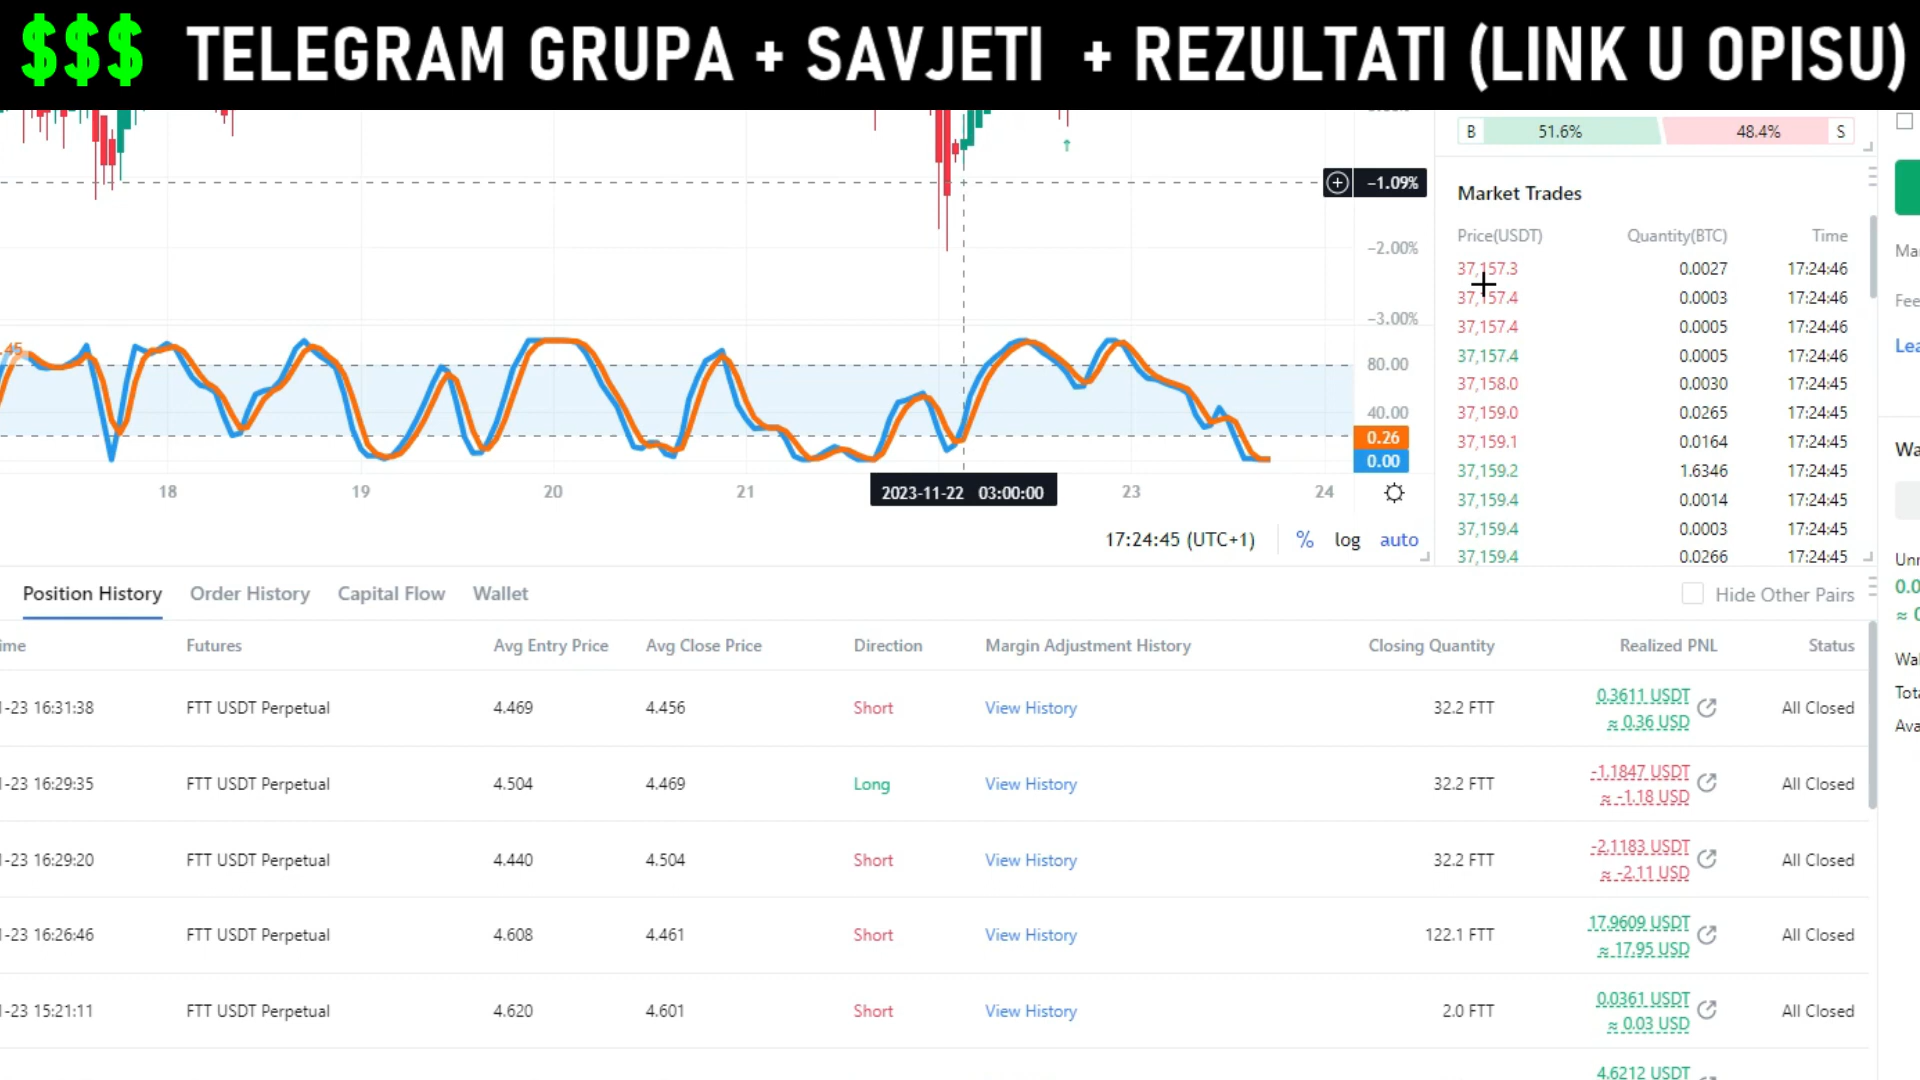 $$$ TELEGRAM GRUPA + SAVJETI + REZULTATI (LINK U OPISU)
B 51.6% 48.4% S
-1.09%
-2.00%
-3.00%
Market Trades
Price(USDT) Quantity(BTC) Time
37,157.3 0.0027 17:24:46
37,157.4 0.0003 17:24:46
37,157.4 0.0005 17:24:46
37,157.4 0.0005 17:24:46
37,158.0 0.0030 17:24:45
37,159.0 0.0265 17:24:45
37,159.1 0.0164 17:24:45
37,159.2 1.6346 17:24:45
37,159.4 0.0014 17:24:45
37,159.4 0.0003 17:24:45
37,159.4 0.0266 17:24:45
.45
80.00
40.00
0.26
0.00
18 19 20 21 2023-11-22 03:00:00 23 24
17:24:45 (UTC+1) % log auto
Position History Order History Capital Flow Wallet Hide Other Pairs
ime Futures Avg Entry Price Avg Close Price Direction Margin Adjustment History Closing Quantity Realized PNL Status
-23 16:31:38 FTT USDT Perpetual 4.469 4.456 Short View History 32.2 FTT 0.3611 USDT All Closed
≈ 0.36 USD
-23 16:29:35 FTT USDT Perpetual 4.504 4.469 Long View History 32.2 FTT -1.1847 USDT All Closed
≈ -1.18 USD
-23 16:29:20 FTT USDT Perpetual 4.440 4.504 Short View History 32.2 FTT -2.1183 USDT All Closed
≈ -2.11 USD
-23 16:26:46 FTT USDT Perpetual 4.608 4.461 Short View History 122.1 FTT 17.9609 USDT All Closed
≈ 17.95 USD
-23 15:21:11 FTT USDT Perpetual 4.620 4.601 Short View History 2.0 FTT 0.0361 USDT All Closed
≈ 0.03 USD
4.6212 USDT
Fee